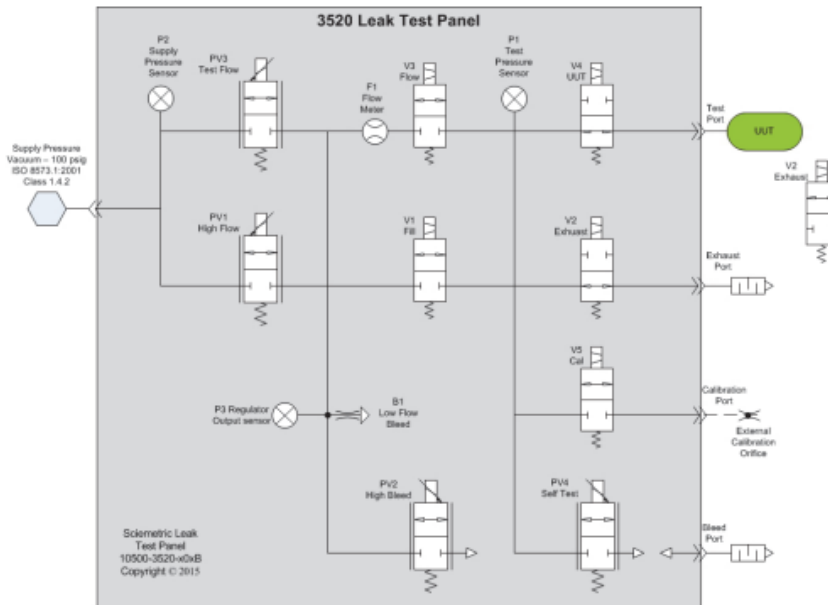 3520 Leak Test Panel
P2
Supply
Pressure
Sensor
PV3
Test Flow
F1
Flow
Meter
V3
Flow
P1
Test
Pressure
Sensor
V4
UUT
Test
Port
UUT
Supply Pressure
Vacuum – 100 psig
ISO 8573.1:2001
Class 1.4.2
V2
Exhaust
PV1
High Flow
V1
Fill
V2
Exhuast
Exhaust
Port
V5
Cal
P3 Regulator
Output sensor
B1
Low Flow
Bleed
Calibration
Port
External
Calibration
Orifice
PV2
High Bleed
PV4
Self Test
Bleed
Port
Sciemetric Leak
Test Panel
10500-3520-x0xB
Copyright © 2015